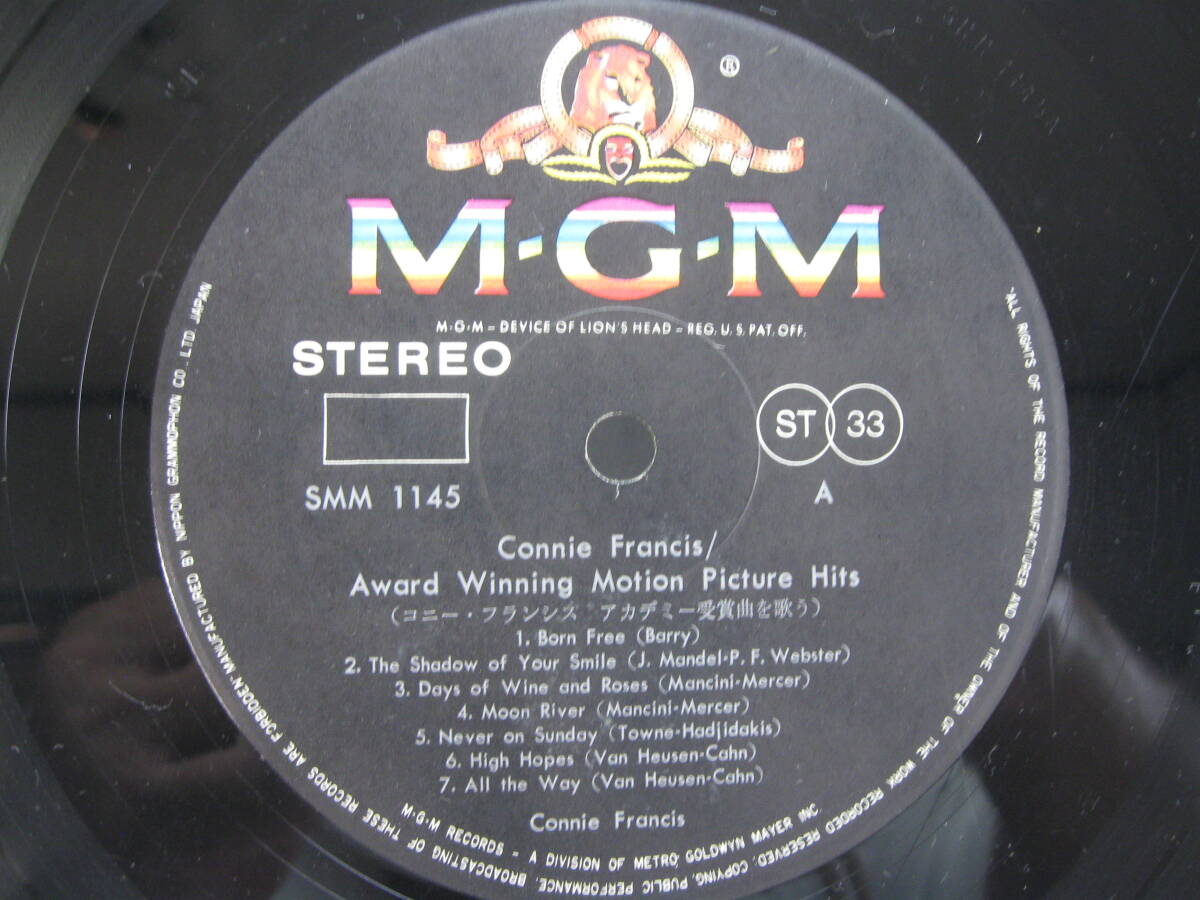 ®
M·G·M
M·G·M=DEVICE OF LION'S HEAD=REG. U. S. PAT. OFF.
STEREO
ST 33
SMM 1145
A
Connie Francis/
Award Winning Motion Picture Hits
(コニー・フランシス アカデミー受賞曲を歌う)
1. Born Free (Barry)
2. The Shadow of Your Smile (J. Mandel-P. F. Webster)
3. Days of Wine and Roses (Mancini-Mercer)
4. Moon River (Mancini-Mercer)
5. Never on Sunday (Towne-Hadjidakis)
6. High Hopes (Van Heusen-Cahn)
7. All the Way (Van Heusen-Cahn)
Connie Francis
M·G·M RECORDS - A DIVISION OF METRO GOLDWYN MAYER INC.
"ALL RIGHTS OF THE RECORD MANUFACTURER AND OF THE OWNER OF THE WORK RECORDED RESERVED. COPYING, PUBLIC PERFORMANCE, BROADCASTING OF THESE RECORDS ARE FORBIDDEN" MANUFACTURED BY NIPPON GRAMMOPHON CO., LTD. JAPAN